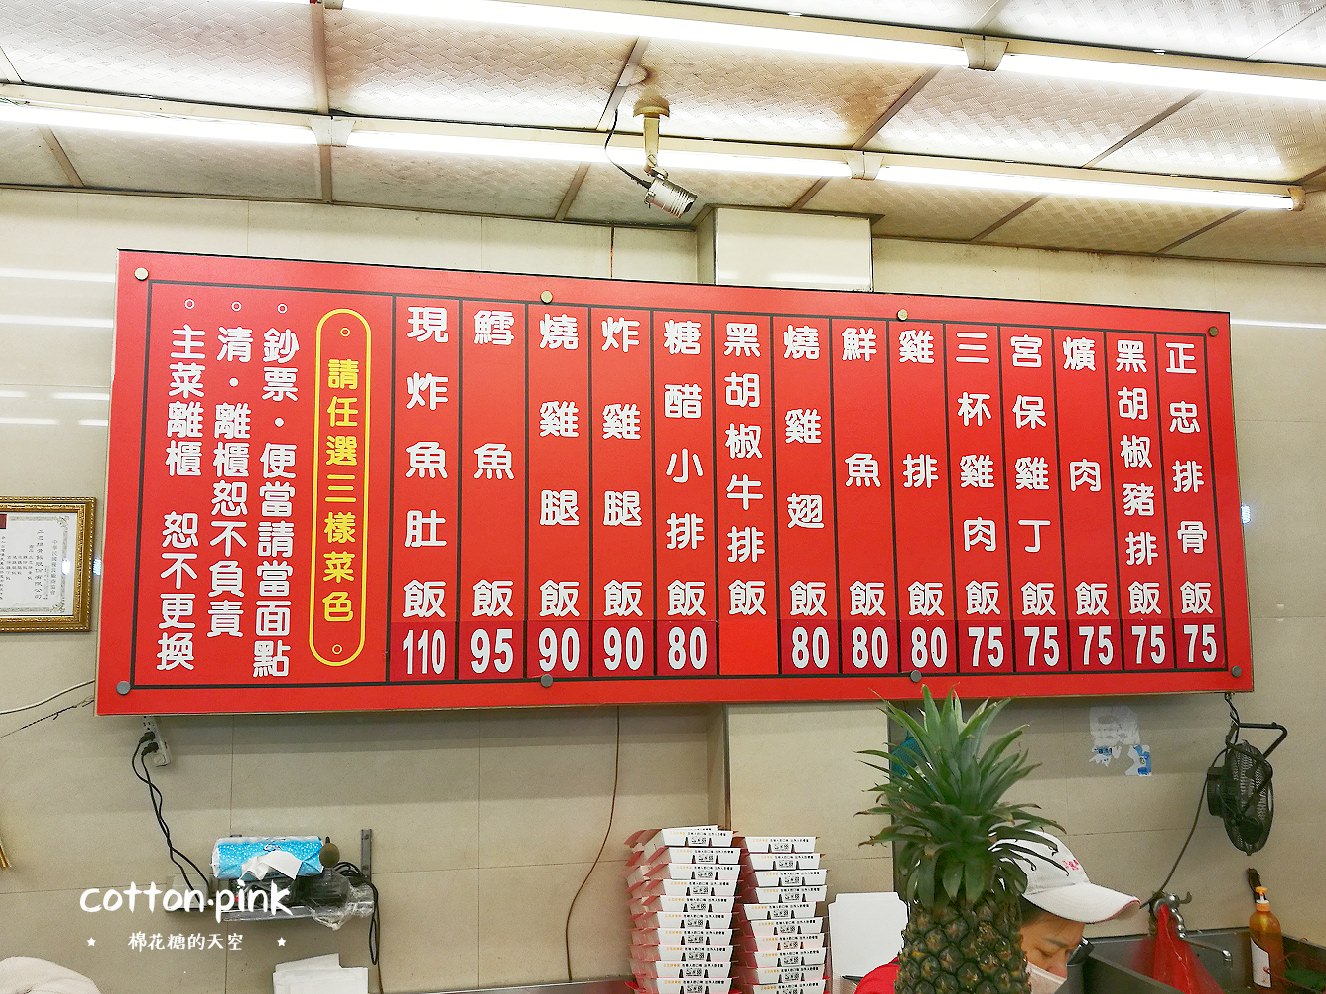 正忠排骨飯 75
黑胡椒豬排飯 75
爌肉飯 75
宮保雞丁飯 75
三杯雞肉飯 75
雞排飯 80
鮮魚飯 80
燒雞翅飯 80
黑胡椒牛排飯
糖醋小排飯 80
炸雞腿飯 90
燒雞腿飯 90
鱈魚飯 95
現炸魚肚飯 110
。請任選三樣菜色。
。鈔票・便當請當面點
。清・離櫃恕不負責
。主菜離櫃 恕不更換
cotton.pink
棉花糖的天空